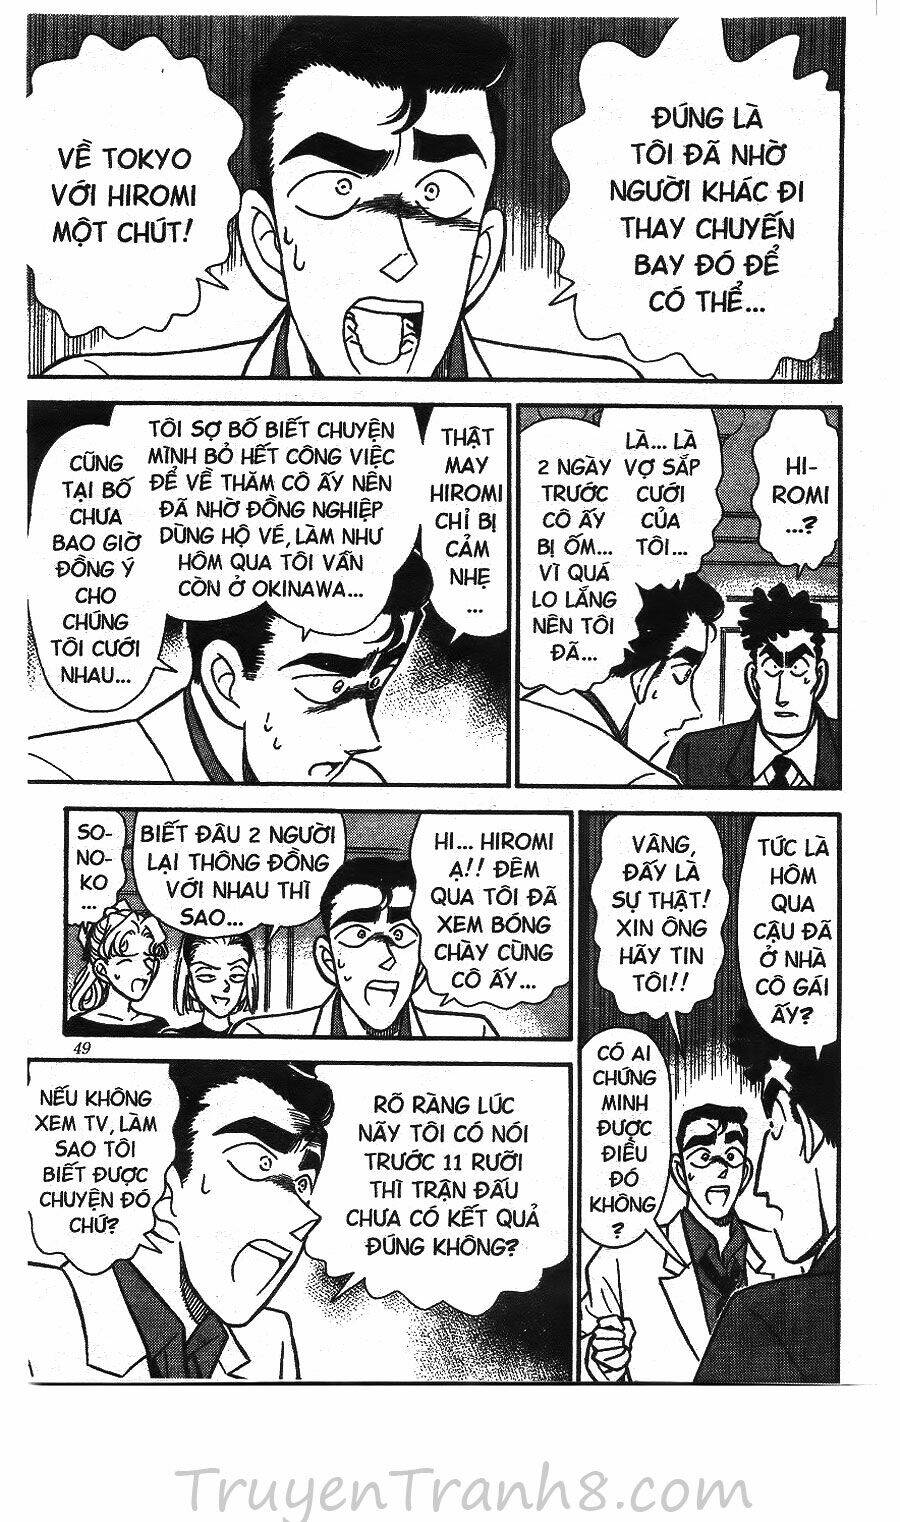 ĐÚNG LÀ
TÔI ĐÃ NHỜ
NGƯỜI KHÁC ĐI
THAY CHUYẾN
BAY ĐÓ ĐỂ
CÓ THỂ...
VỀ TOKYO
VỚI HIROMI
MỘT CHÚT!
HI-
ROMI
...?
LÀ... LÀ
VỢ SẮP
CƯỚI
CỦA
TÔI...
2 NGÀY
TRƯỚC
CÔ ẤY
BỊ ỐM...
VÌ QUÁ
LO LẮNG
NÊN TÔI
ĐÃ...
THẬT
MAY
HIROMI
CHỈ BỊ
CẢM
NHẸ
...
TÔI SỢ BỐ BIẾT CHUYỆN
MÌNH BỎ HẾT CÔNG VIỆC
ĐỂ VỀ THĂM CÔ ẤY NÊN
ĐÃ NHỜ ĐỒNG NGHIỆP
DÙNG HỘ VÉ, LÀM NHƯ
HÔM QUA TÔI VẪN
CÒN Ở OKINAWA...
CŨNG
TẠI BỐ
CHƯA
BAO GIỜ
ĐỒNG Ý
CHO
CHÚNG
TÔI CƯỚI
NHAU...
TỨC LÀ
HÔM
QUA
CẬU ĐÃ
Ở NHÀ
CÔ GÁI
ẤY?
VÂNG,
ĐẤY LÀ
SỰ THẬT!
XIN ÔNG
HÃY TIN
TÔI!!
CÓ AI
CHỨNG
MINH
ĐƯỢC
ĐIỀU
ĐÓ
KHÔNG
?
HI... HIROMI
Ạ!! ĐÊM
QUA TÔI ĐÃ
XEM BÓNG
CHÀY CÙNG
CÔ ẤY...
BIẾT ĐÂU 2 NGƯỜI
LẠI THÔNG ĐỒNG
VỚI NHAU THÌ
SAO...
SO-
NO-
KO
...
49
RÕ RÀNG LÚC
NÃY TÔI CÓ NÓI
TRƯỚC 11 RƯỠI
THÌ TRẬN ĐẤU
CHƯA CÓ KẾT QUẢ
ĐÚNG KHÔNG?
NẾU KHÔNG
XEM TV, LÀM
SAO TÔI
BIẾT ĐƯỢC
CHUYỆN ĐÓ
CHỨ?
TruyenTranh8.com